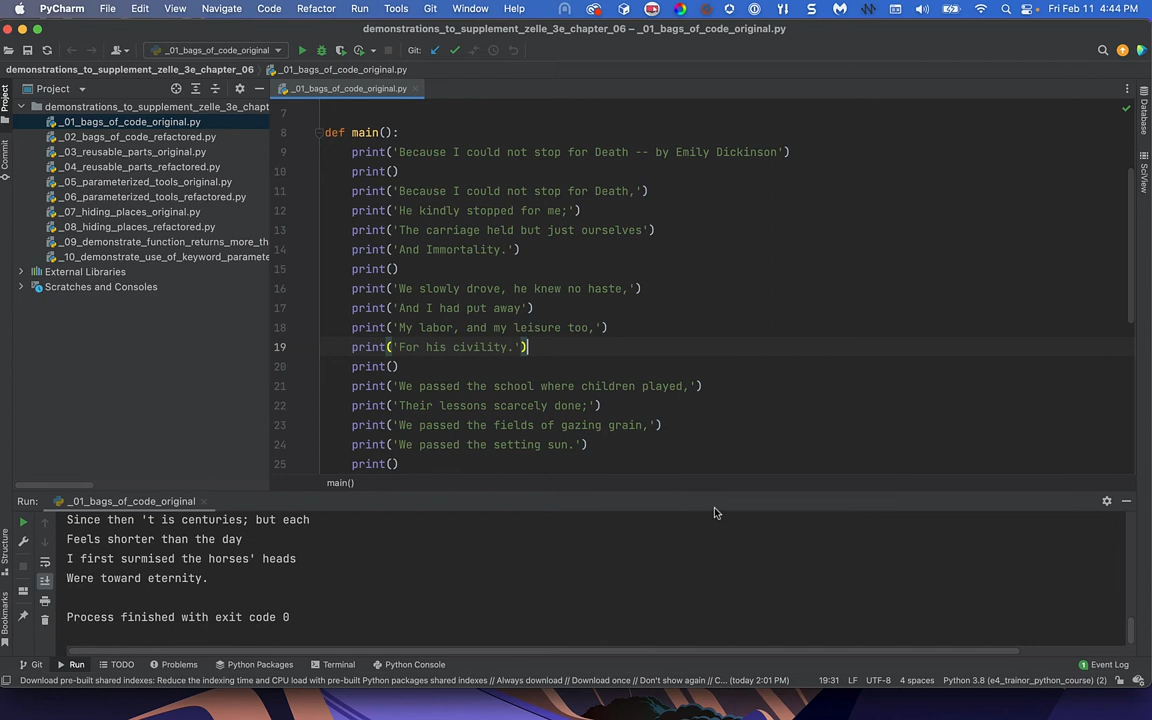 PyCharm File Edit View Navigate Code Refactor Run Tools Git Window Help Fri Feb 11 4:44 PM
demonstrations_to_supplement_zelle_3e_chapter_06 – _01_bags_of_code_original.py
_01_bags_of_code_original Git:
demonstrations_to_supplement_zelle_3e_chapter_06 _01_bags_of_code_original.py
Project _01_bags_of_code_original.py
demonstrations_to_supplement_zelle_3e_chapt
_01_bags_of_code_original.py
_02_bags_of_code_refactored.py
_03_reusable_parts_original.py
_04_reusable_parts_refactored.py
_05_parameterized_tools_original.py
_06_parameterized_tools_refactored.py
_07_hiding_places_original.py
_08_hiding_places_refactored.py
_09_demonstrate_function_returns_more_th
_10_demonstrate_use_of_keyword_paramete
External Libraries
Scratches and Consoles
7
8 def main():
9 print('Because I could not stop for Death -- by Emily Dickinson')
10 print()
11 print('Because I could not stop for Death,')
12 print('He kindly stopped for me;')
13 print('The carriage held but just ourselves')
14 print('And Immortality.')
15 print()
16 print('We slowly drove, he knew no haste,')
17 print('And I had put away')
18 print('My labor, and my leisure too,')
19 print('For his civility.')
20 print()
21 print('We passed the school where children played,')
22 print('Their lessons scarcely done;')
23 print('We passed the fields of gazing grain,')
24 print('We passed the setting sun.')
25 print()
main()
Project
Commit
Structure
Bookmarks
Database
SciView
Run: _01_bags_of_code_original
Since then 't is centuries; but each
Feels shorter than the day
I first surmised the horses' heads
Were toward eternity.
Process finished with exit code 0
Git Run TODO Problems Python Packages Terminal Python Console 1 Event Log
Download pre-built shared indexes: Reduce the indexing time and CPU load with pre-built Python packages shared indexes // Always download // Download once // Don't show again // C... (today 2:01 PM) 19:31 LF UTF-8 4 spaces Python 3.8 (e4_trainor_python_course) (2)